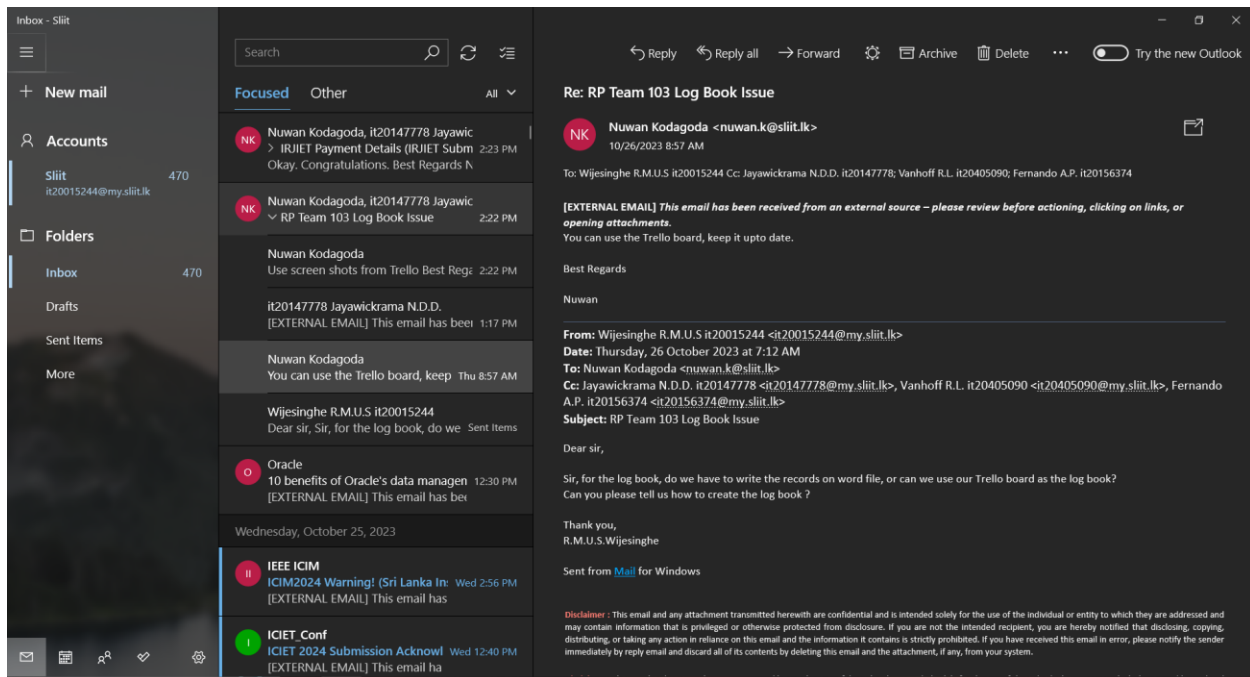 Inbox - Sliit
Search
Reply Reply all Forward Archive Delete ... Try the new Outlook
New mail
Accounts
Sliit 470
it20015244@my.sliit.lk
Folders
Inbox 470
Drafts
Sent Items
More
Focused Other All
NK
Nuwan Kodagoda, it20147778 Jayawic
> IRJIET Payment Details (IRJIET Subm 2:23 PM
Okay. Congratulations. Best Regards N
NK
Nuwan Kodagoda, it20147778 Jayawic
RP Team 103 Log Book Issue 2:22 PM
Nuwan Kodagoda
Use screen shots from Trello Best Rega 2:22 PM
it20147778 Jayawickrama N.D.D.
[EXTERNAL EMAIL] This email has beer 1:17 PM
Nuwan Kodagoda
You can use the Trello board, keep Thu 8:57 AM
Wijesinghe R.M.U.S it20015244
Dear sir, Sir, for the log book, do we Sent Items
O
Oracle
10 benefits of Oracle's data managen 12:30 PM
[EXTERNAL EMAIL] This email has bee
Wednesday, October 25, 2023
II
IEEE ICIM
ICIM2024 Warning! (Sri Lanka In: Wed 2:56 PM
[EXTERNAL EMAIL] This email has
I
ICIET_Conf
ICIET 2024 Submission Acknowl Wed 12:40 PM
[EXTERNAL EMAIL] This email ha
Re: RP Team 103 Log Book Issue
NK
Nuwan Kodagoda <nuwan.k@sliit.lk>
10/26/2023 8:57 AM
To: Wijesinghe R.M.U.S it20015244 Cc: Jayawickrama N.D.D. it20147778; Vanhoff R.L. it20405090; Fernando A.P. it20156374
[EXTERNAL EMAIL] This email has been received from an external source – please review before actioning, clicking on links, or
opening attachments.
You can use the Trello board, keep it upto date.
Best Regards
Nuwan
From: Wijesinghe R.M.U.S it20015244 <it20015244@my.sliit.lk>
Date: Thursday, 26 October 2023 at 7:12 AM
To: Nuwan Kodagoda <nuwan.k@sliit.lk>
Cc: Jayawickrama N.D.D. it20147778 <it20147778@my.sliit.lk>, Vanhoff R.L. it20405090 <it20405090@my.sliit.lk>, Fernando
A.P. it20156374 <it20156374@my.sliit.lk>
Subject: RP Team 103 Log Book Issue
Dear sir,
Sir, for the log book, do we have to write the records on word file, or can we use our Trello board as the log book?
Can you please tell us how to create the log book ?
Thank you,
R.M.U.S.Wijesinghe
Sent from Mail for Windows
Disclaimer : This email and any attachment transmitted herewith are confidential and is intended solely for the use of the individual or entity to which they are addressed and
may contain information that is privileged or otherwise protected from disclosure. If you are not the intended recipient, you are hereby notified that disclosing, copying,
distributing, or taking any action in reliance on this email and the information it contains is strictly prohibited. If you have received this email in error, please notify the sender
immediately by reply email and discard all of its contents by deleting this email and the attachment, if any, from your system.